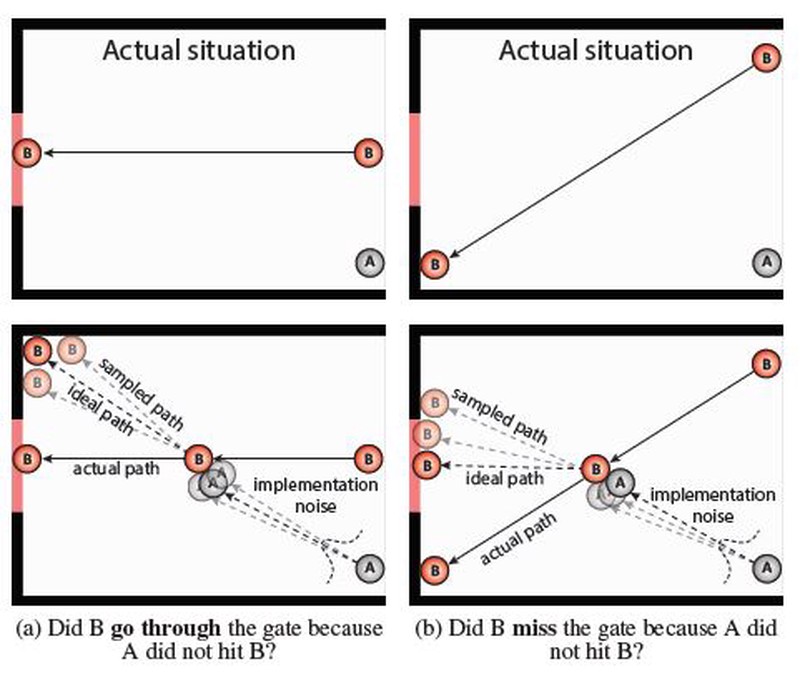 Actual situation
B
B
A
Actual situation
B
B
A
B
B
B
sampled path
ideal path
B
B
B
actual path
A
A
implementation
noise
A
B
B
sampled path
B
B
ideal path
B
A
A
implementation
noise
actual path
B
A
(a) Did B go through the gate because
A did not hit B?
(b) Did B miss the gate because A did
not hit B?